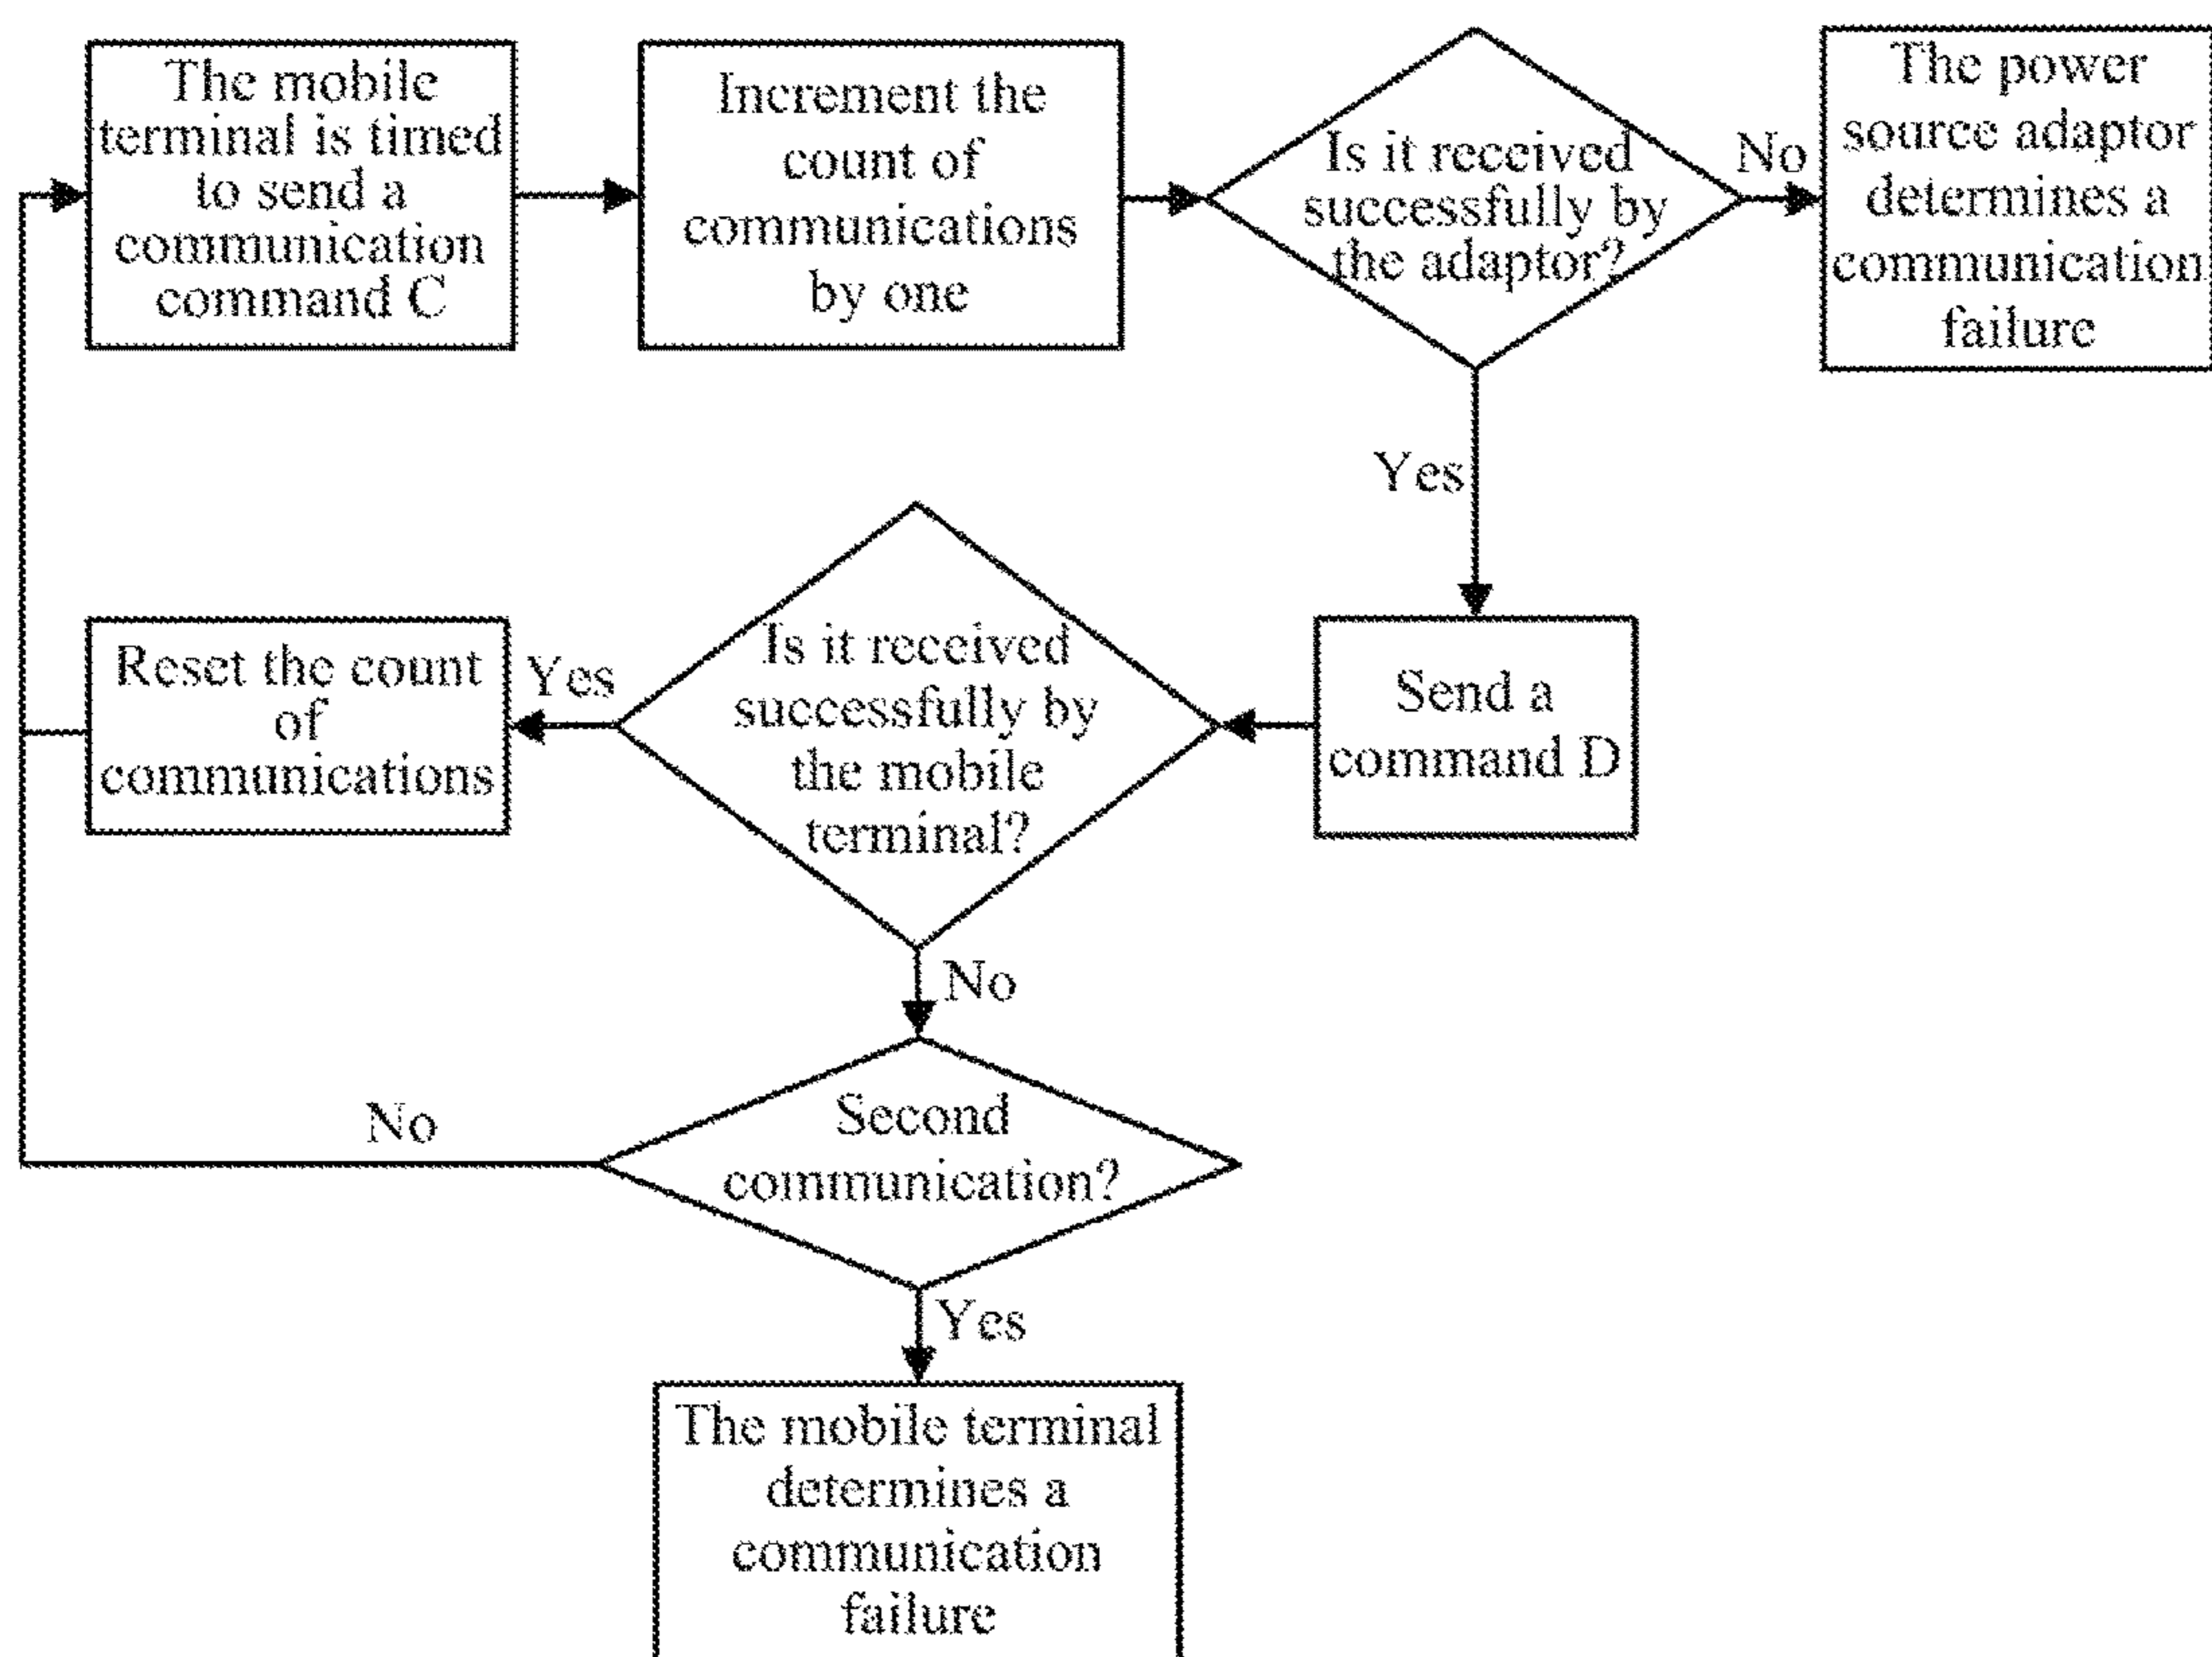 The mobile
terminal is timed
to send a
communication
command C
Increment the
count of
communications
by one
Is it received
successfully by
the adaptor?
No
The power
source adaptor
determines a
communication
failure
Yes
Send a
command D
Is it received
successfully by
the mobile
terminal?
Yes
Reset the count
of
communications
No
Second
communication?
No
Yes
The mobile terminal
determines a
communication
failure